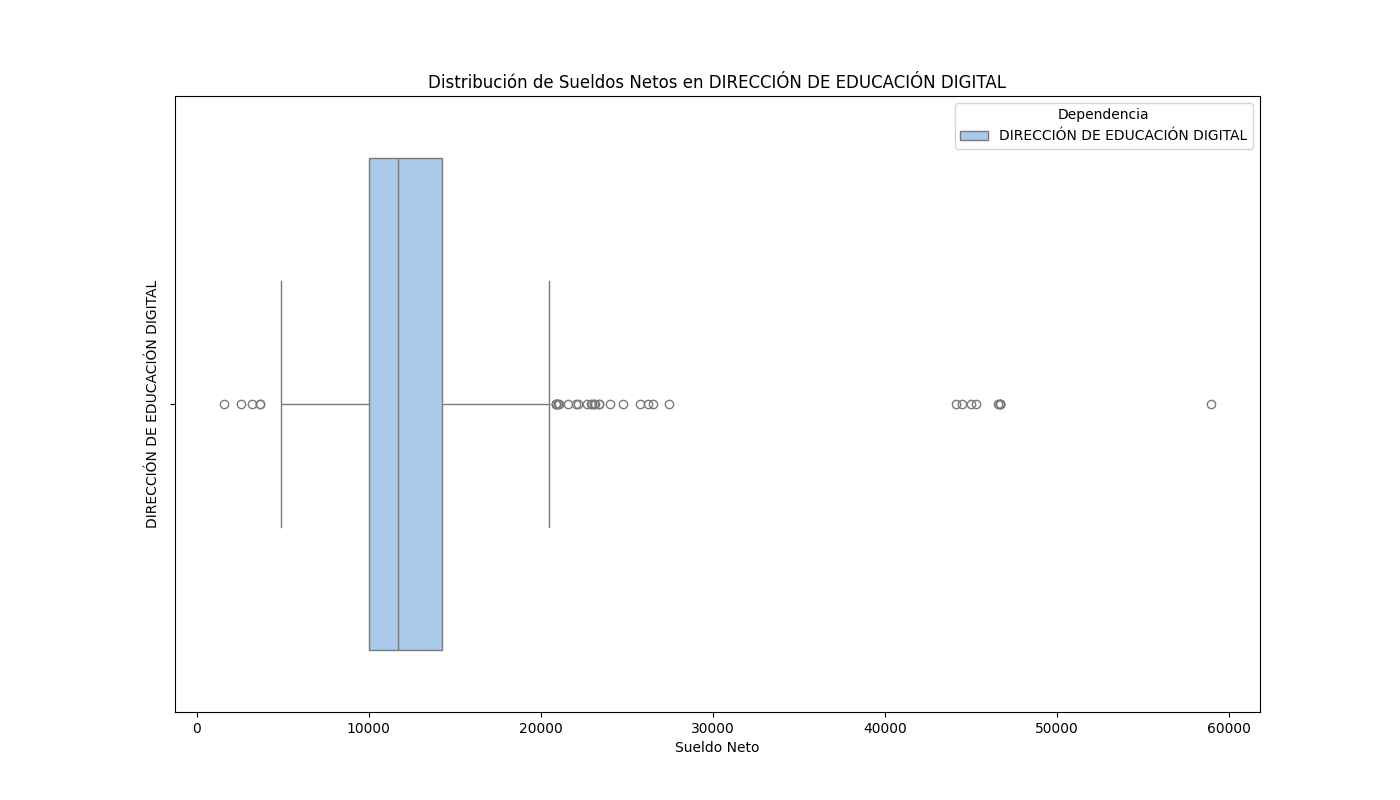 Distribución de Sueldos Netos en DIRECCIÓN DE EDUCACIÓN DIGITAL
Dependencia
DIRECCIÓN DE EDUCACIÓN DIGITAL
DIRECCIÓN DE EDUCACIÓN DIGITAL
0 10000 20000 30000 40000 50000 60000
Sueldo Neto